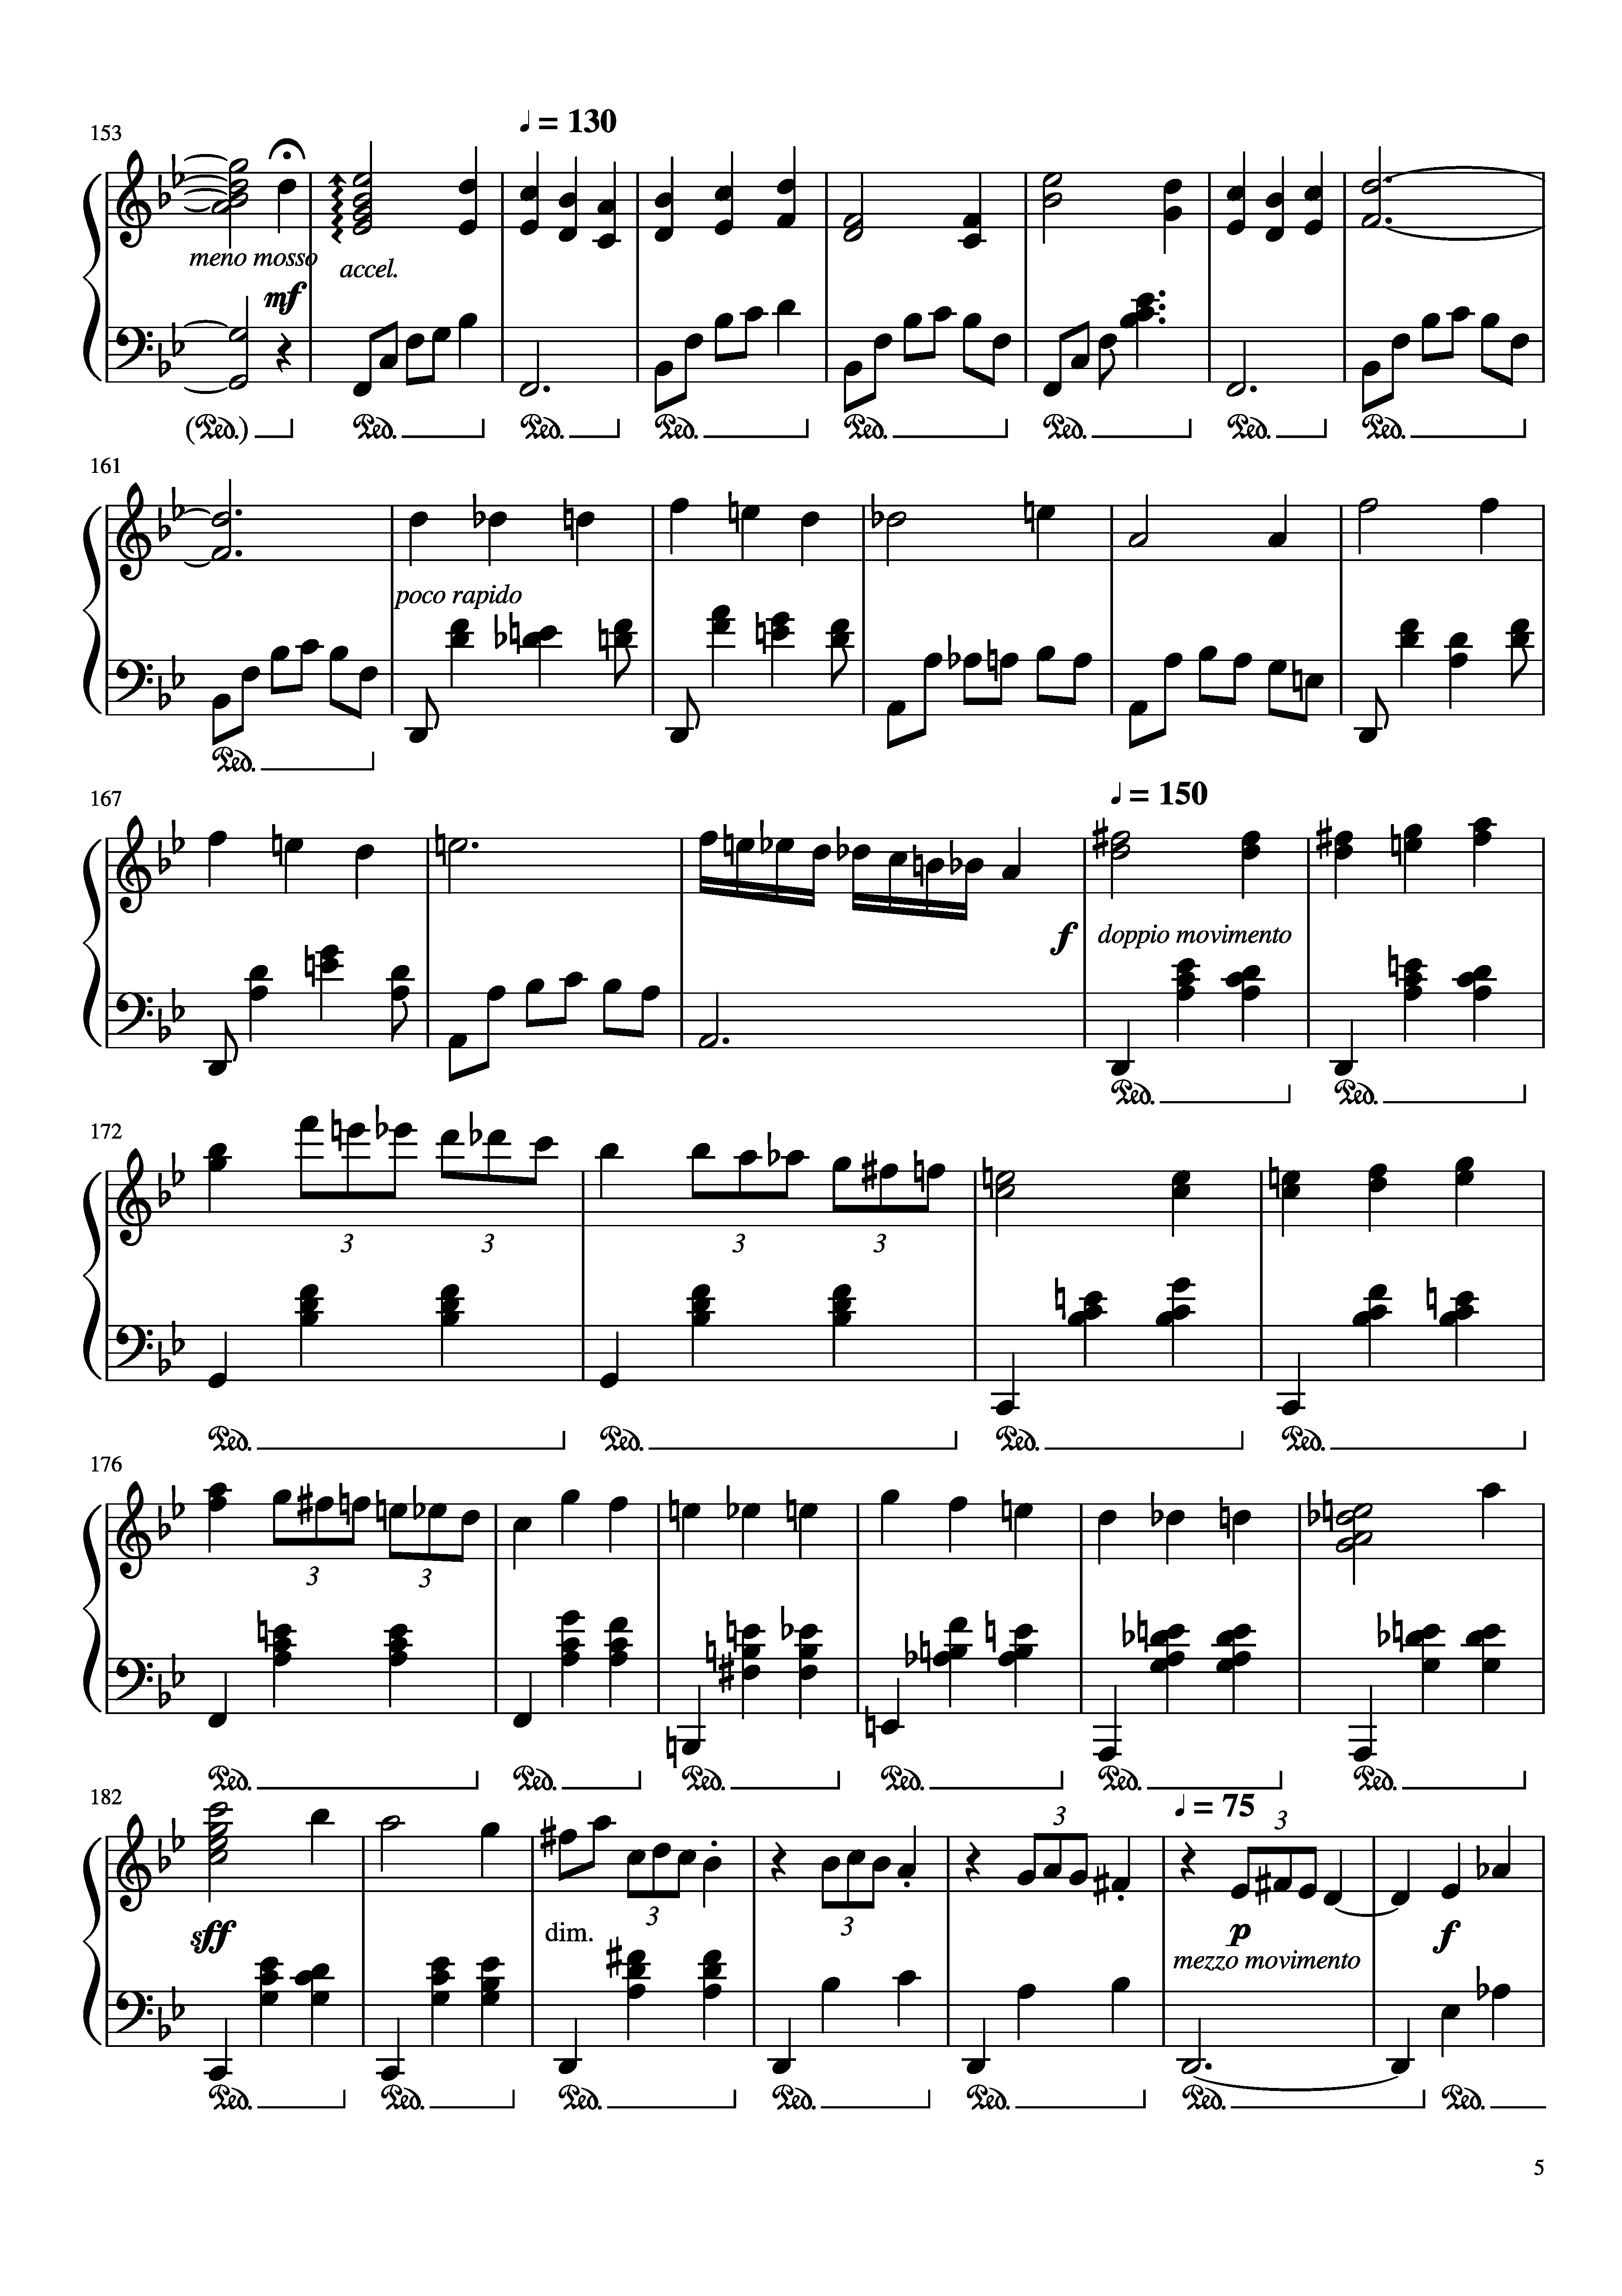 153
= 130
meno mosso
accel.
mf
(Ped.) Ped. Ped. Ped. Ped. Ped. Ped. Ped.
161
poco rapido
Ped.
167
= 150
f doppio movimento
Ped. Ped.
172
3 3 3 3
Ped. Ped. Ped. Ped.
176
3 3
Ped. Ped. Ped. Ped. Ped. Ped.
182
= 75
3 3
3 3
sff dim. p f
mezzo movimento
Ped. Ped. Ped. Ped. Ped. Ped. Ped.
5